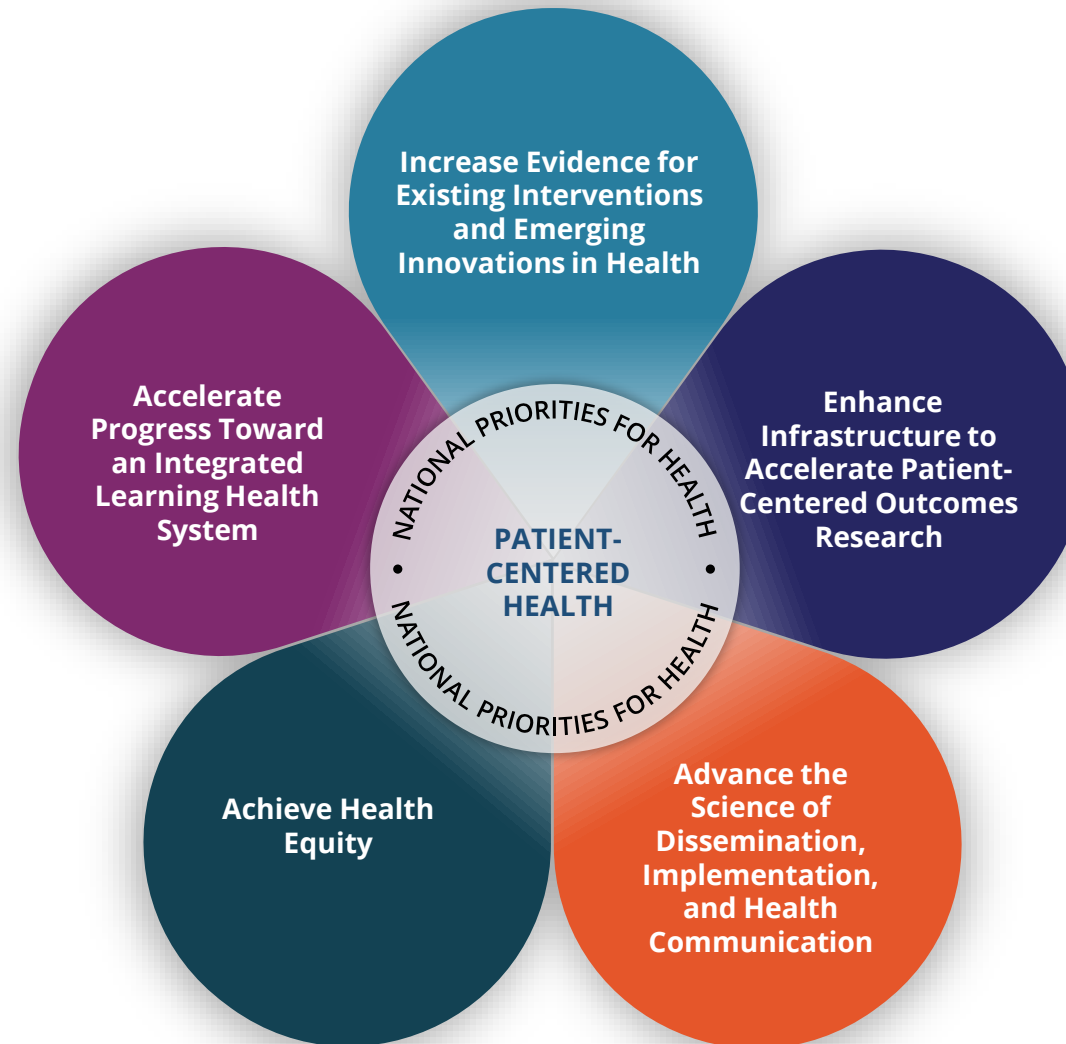 Increase Evidence for
Existing Interventions
and Emerging
Innovations in Health
Accelerate
Progress Toward
an Integrated
Learning Health
System
Enhance
Infrastructure to
Accelerate Patient-
Centered Outcomes
Research
NATIONAL PRIORITIES FOR HEALTH
PATIENT-
CENTERED
HEALTH
• NATIONAL PRIORITIES FOR HEALTH •
Achieve Health
Equity
Advance the
Science of
Dissemination,
Implementation,
and Health
Communication